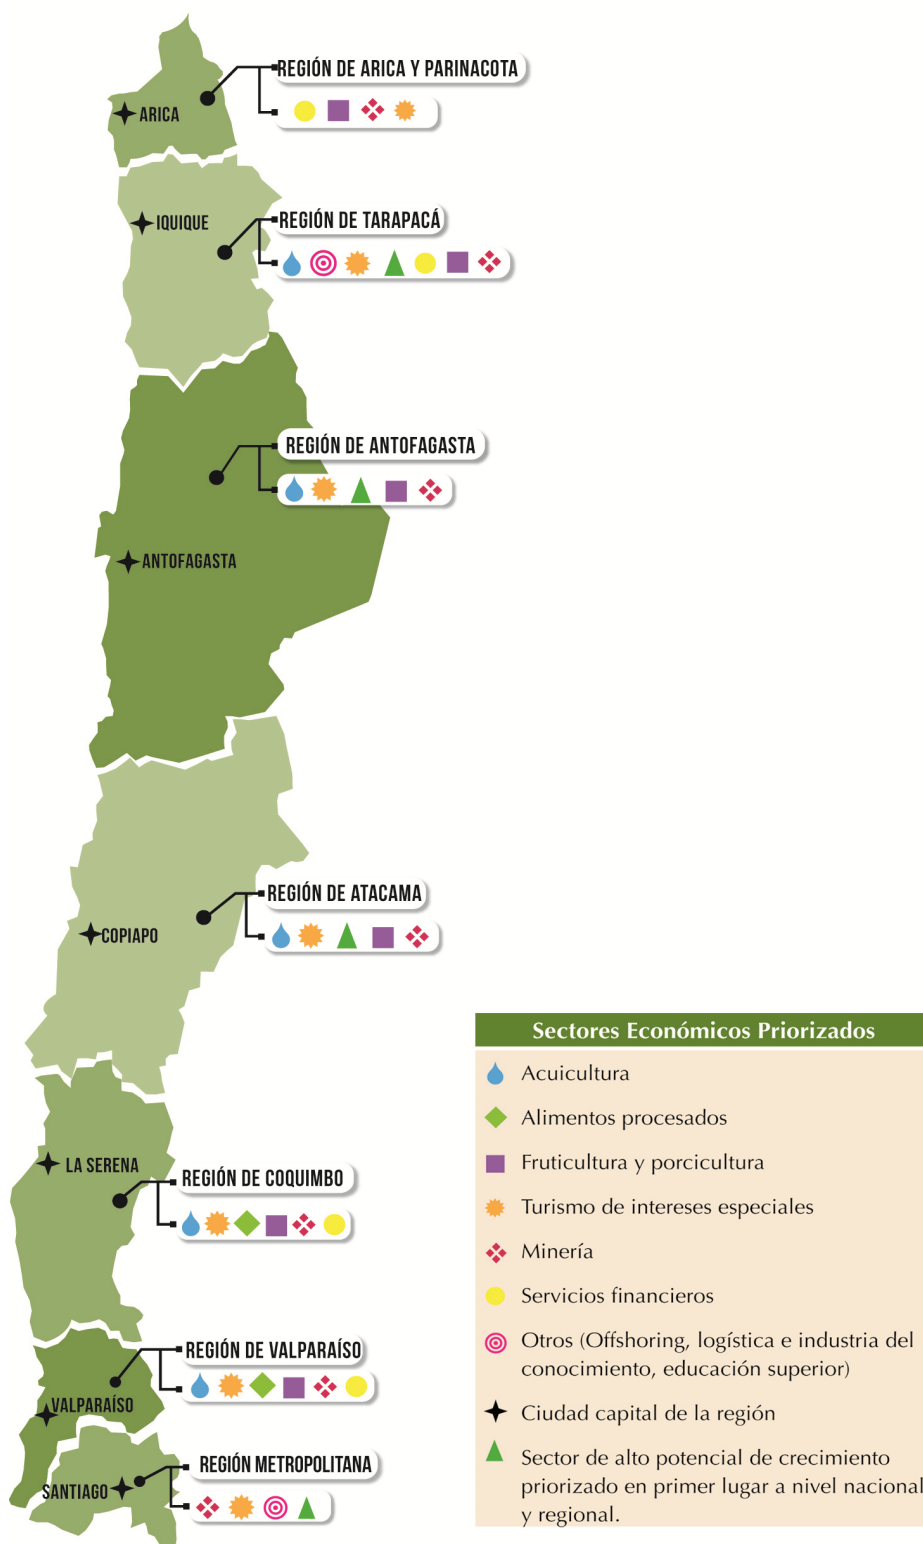 REGIÓN DE ARICA Y PARINACOTA
ARICA
REGIÓN DE TARAPACÁ
IQUIQUE
REGIÓN DE ANTOFAGASTA
ANTOFAGASTA
REGIÓN DE ATACAMA
COPIAPO
LA SERENA
REGIÓN DE COQUIMBO
REGIÓN DE VALPARAÍSO
VALPARAÍSO
REGIÓN METROPOLITANA
SANTIAGO
Sectores Económicos Priorizados
Acuicultura
Alimentos procesados
Fruticultura y porcicultura
Turismo de intereses especiales
Minería
Servicios financieros
Otros (Offshoring, logística e industria del
conocimiento, educación superior)
Ciudad capital de la región
Sector de alto potencial de crecimiento
priorizado en primer lugar a nivel nacional
y regional.